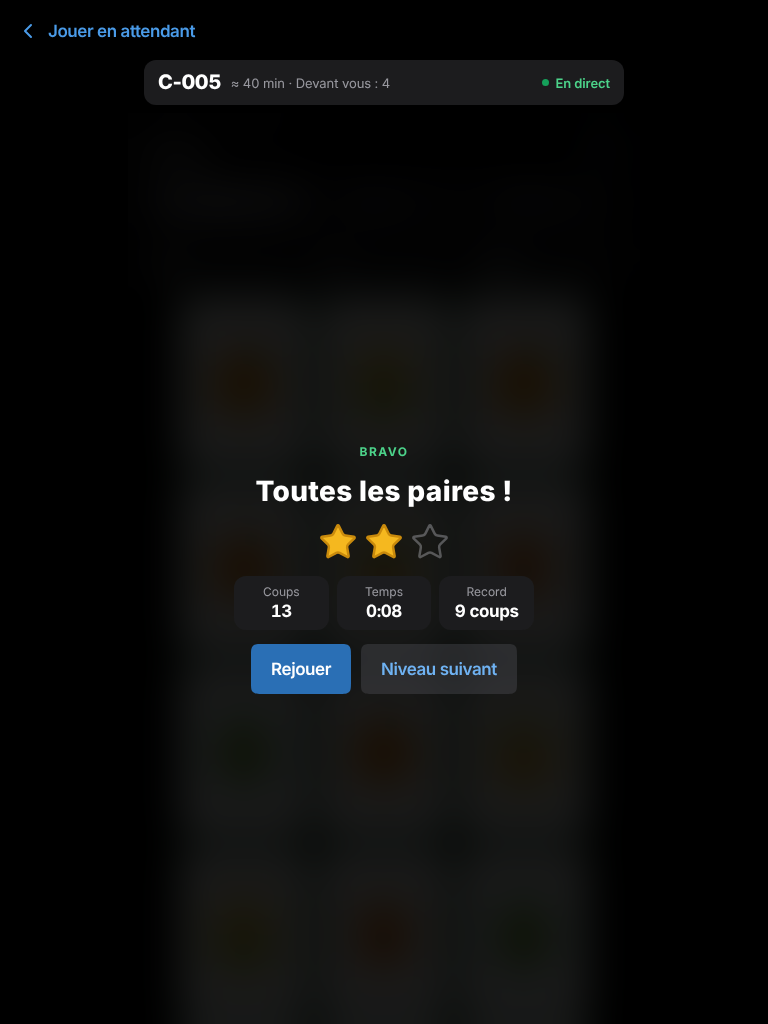 Jouer en attendant
C-005 ≈ 40 min · Devant vous : 4 En direct
BRAVO
Toutes les paires !
Coups Temps Record
13 0:08 9 coups
Rejouer Niveau suivant